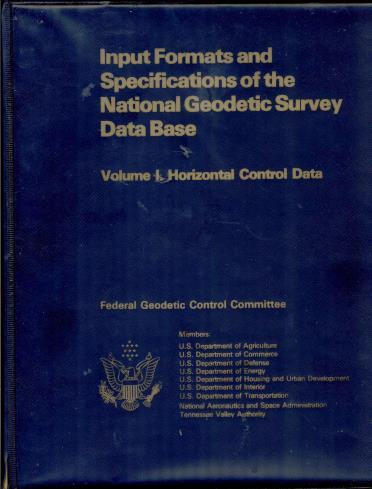 Input Formats and
Specifications of the
National Geodetic Survey
Data Base
Volume I. Horizontal Control Data
Federal Geodetic Control Committee
Members:
U.S. Department of Agriculture
U.S. Department of Commerce
U.S. Department of Defense
U.S. Department of Energy
U.S. Department of Housing and Urban Development
U.S. Department of Interior
U.S. Department of Transportation
National Aeronautics and Space Administration
Tennessee Valley Authority